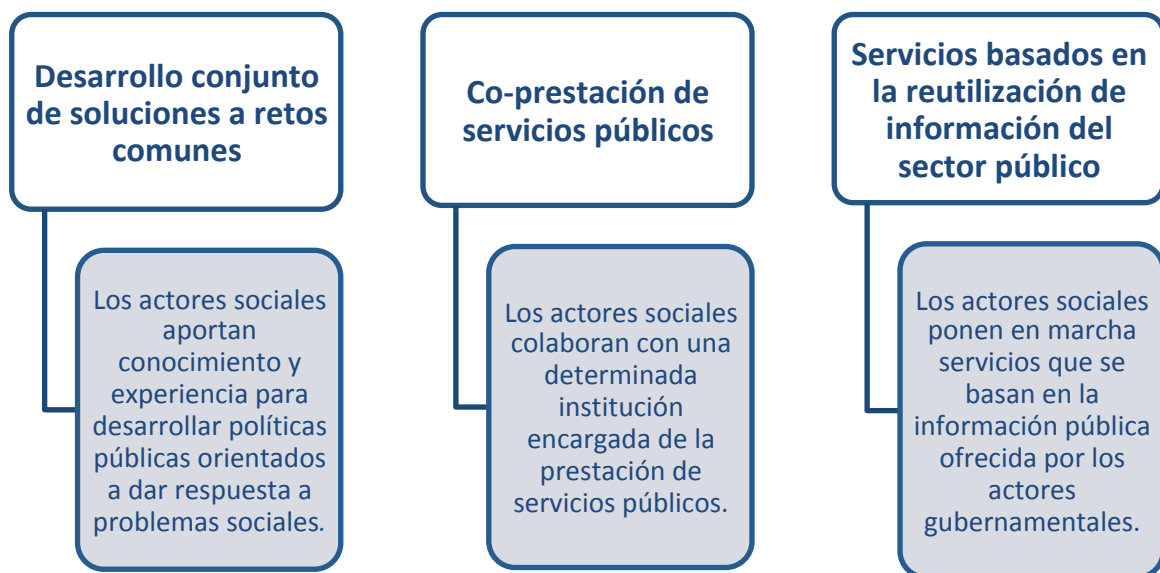 Desarrollo conjunto
de soluciones a retos
comunes
Los actores sociales
aportan
conocimiento y
experiencia para
desarrollar políticas
públicas orientados
a dar respuesta a
problemas sociales.
Co-prestación de
servicios públicos
Los actores sociales
colaboran con una
determinada
institución
encargada de la
prestación de
servicios públicos.
Servicios basados en
la reutilización de
información del
sector público
Los actores sociales
ponen en marcha
servicios que se
basan en la
información pública
ofrecida por los
actores
gubernamentales.